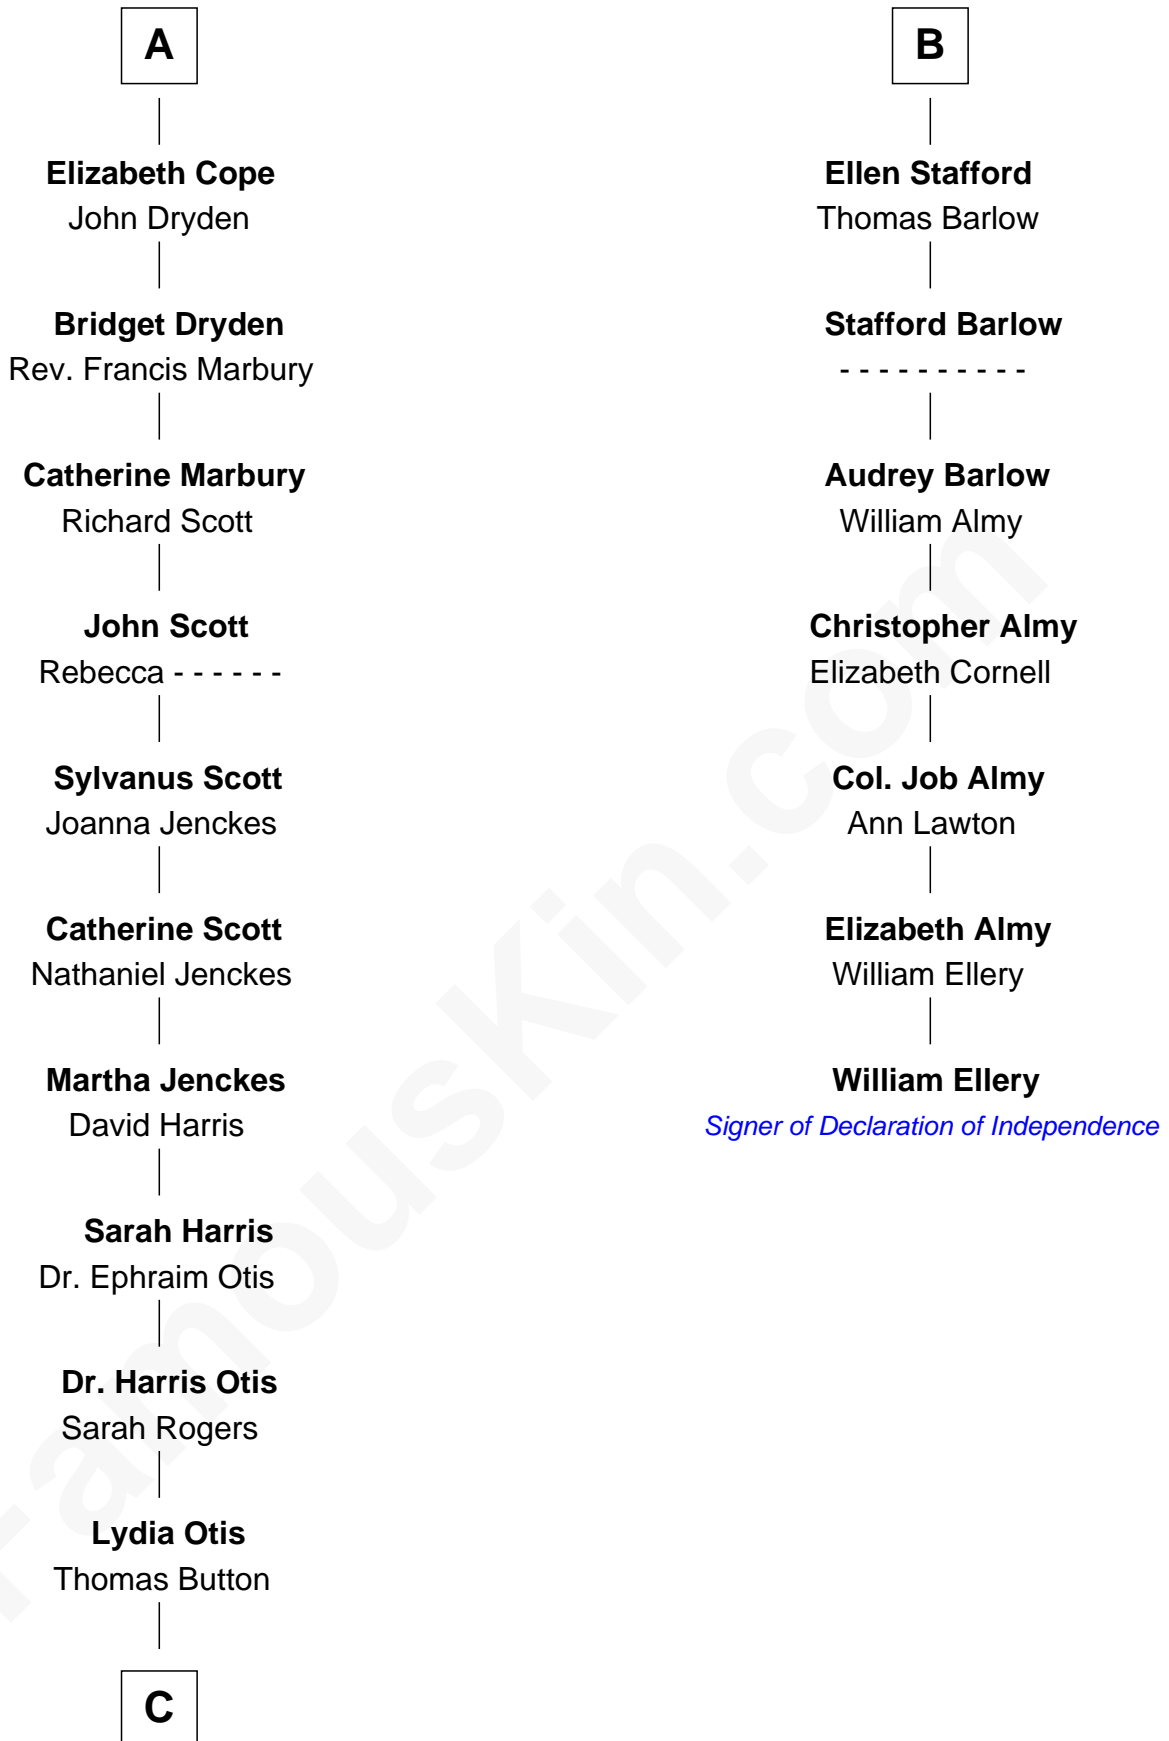 A
Elizabeth Cope
John Dryden
Bridget Dryden
Rev. Francis Marbury
Catherine Marbury
Richard Scott
John Scott
Rebecca - - - - - -
Sylvanus Scott
Joanna Jenckes
Catherine Scott
Nathaniel Jenckes
Martha Jenckes
David Harris
Sarah Harris
Dr. Ephraim Otis
Dr. Harris Otis
Sarah Rogers
Lydia Otis
Thomas Button
C
B
Ellen Stafford
Thomas Barlow
Stafford Barlow
- - - - - - - - - -
Audrey Barlow
William Almy
Christopher Almy
Elizabeth Cornell
Col. Job Almy
Ann Lawton
Elizabeth Almy
William Ellery
William Ellery
Signer of Declaration of Independence
FamousKin.com